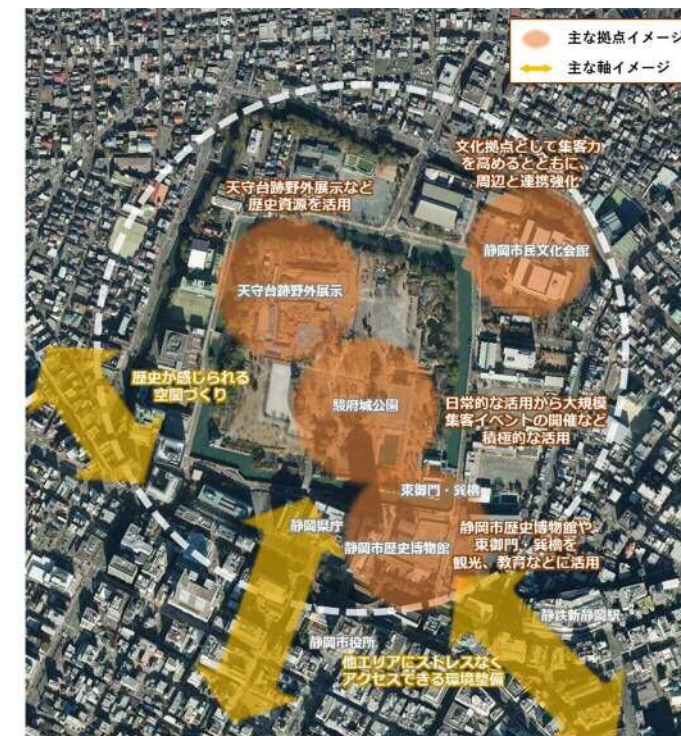 主な拠点イメージ
主な軸イメージ
文化拠点として集客力
を高めるとともに、
周辺と連携強化
天守台跡野外展示など
歴史資源を活用
静岡市民文化会館
天守台跡野外展示
歴史が感じられる
空間づくり
駿府城公園
日常的な活用から大規模
集客イベントの開催など
積極的な活用
東御門・巽櫓
静岡県庁
静岡市歴史博物館
静岡市歴史博物館や、
東御門・巽櫓を
観光、教育などに活用
静鉄新静岡駅
静岡市役所
他エリアにストレスなく
アクセスできる環境整備